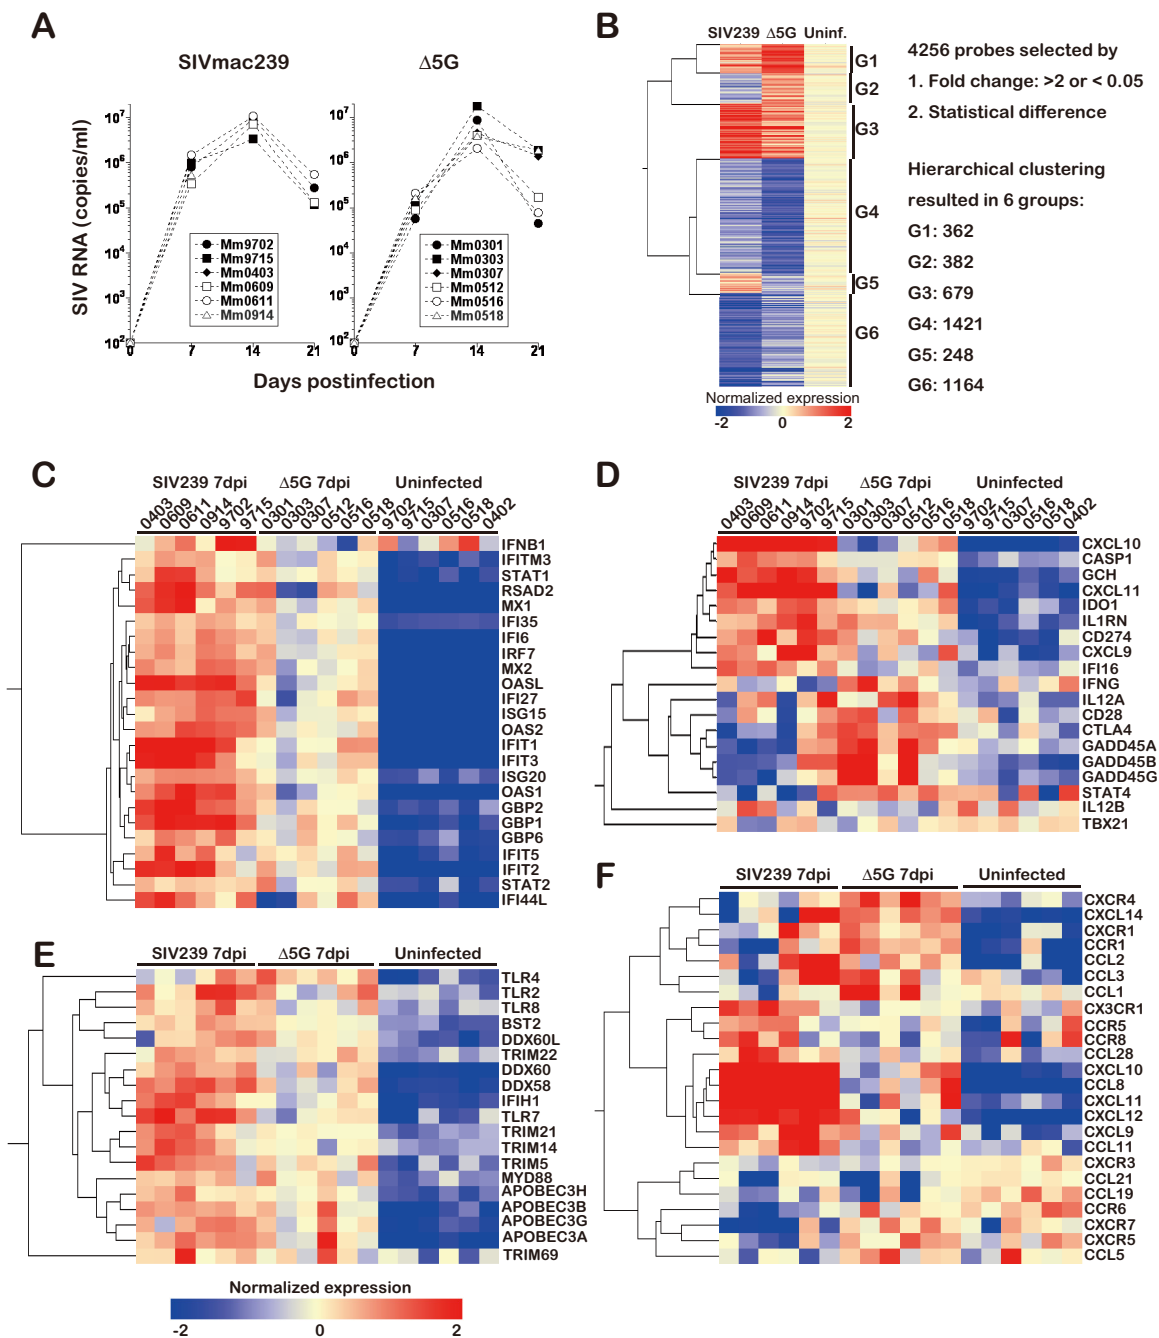 A
SIVmac239
Δ5G
SIV RNA (copies/ml)
10⁷
10⁶
10⁵
10⁴
10³
10²
0
7
14
21
Mm9702
Mm9715
Mm0403
Mm0609
Mm0611
Mm0914
10⁷
10⁶
10⁵
10⁴
10³
10²
0
7
14
21
Mm0301
Mm0303
Mm0307
Mm0512
Mm0516
Mm0518
Days postinfection
B
SIV239 Δ5G Uninf.
G1
G2
G3
G4
G5
G6
Normalized expression
-2 0 2
4256 probes selected by
1. Fold change: >2 or < 0.05
2. Statistical difference
Hierarchical clustering
resulted in 6 groups:
G1: 362
G2: 382
G3: 679
G4: 1421
G5: 248
G6: 1164
C
SIV239 7dpi Δ5G 7dpi Uninfected
0403 0609 0611 0914 9702 9715 0301 0303 0307 0512 0516 0518 9702 9715 0307 0516 0518 0402
IFNB1
IFITM3
STAT1
RSAD2
MX1
IFI35
IFI6
IRF7
MX2
OASL
IFI27
ISG15
OAS2
IFIT1
IFIT3
ISG20
OAS1
GBP2
GBP1
GBP6
IFIT5
IFIT2
STAT2
IFI44L
D
SIV239 7dpi Δ5G 7dpi Uninfected
0403 0609 0611 0914 9702 9715 0301 0303 0307 0512 0516 0518 9702 9715 0307 0516 0518 0402
CXCL10
CASP1
GCH
CXCL11
IDO1
IL1RN
CD274
CXCL9
IFI16
IFNG
IL12A
CD28
CTLA4
GADD45A
GADD45B
GADD45G
STAT4
IL12B
TBX21
E
SIV239 7dpi Δ5G 7dpi Uninfected
TLR4
TLR2
TLR8
BST2
DDX60L
TRIM22
DDX60
DDX58
IFIH1
TLR7
TRIM21
TRIM14
TRIM5
MYD88
APOBEC3H
APOBEC3B
APOBEC3G
APOBEC3A
TRIM69
Normalized expression
-2 0 2
F
SIV239 7dpi Δ5G 7dpi Uninfected
CXCR4
CXCL14
CXCR1
CCR1
CCL2
CCL3
CCL1
CX3CR1
CCR5
CCR8
CCL28
CXCL10
CCL8
CXCL11
CXCL12
CXCL9
CCL11
CXCR3
CCL21
CCL19
CCR6
CXCR7
CXCR5
CCL5